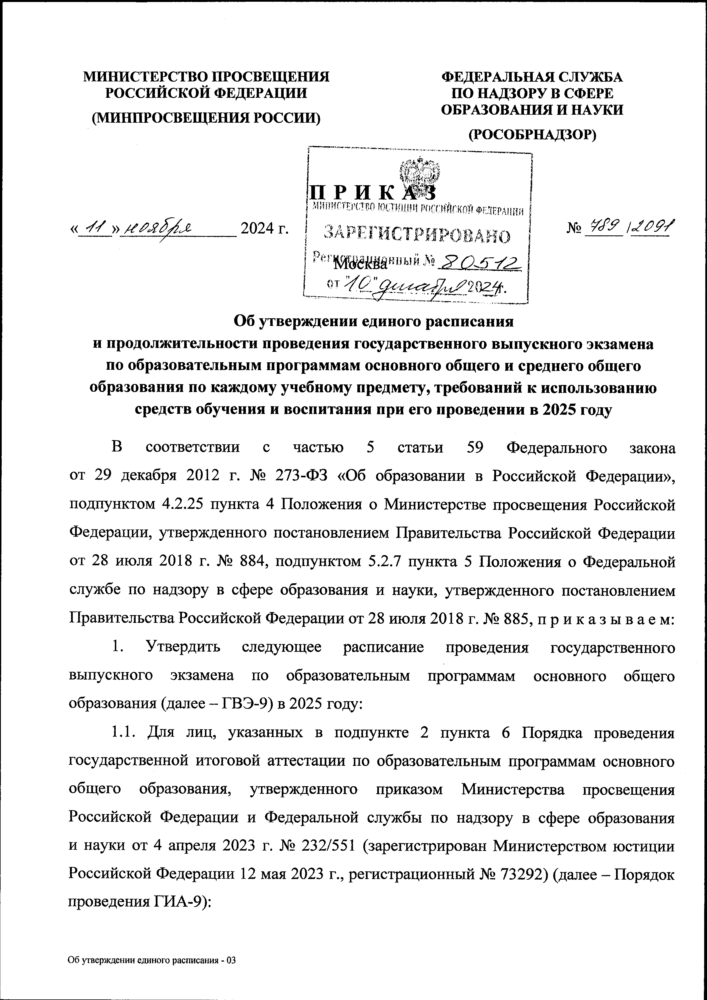 МИНИСТЕРСТВО ПРОСВЕЩЕНИЯ
РОССИЙСКОЙ ФЕДЕРАЦИИ
(МИНПРОСВЕЩЕНИЯ РОССИИ)
ФЕДЕРАЛЬНАЯ СЛУЖБА
ПО НАДЗОРУ В СФЕРЕ
ОБРАЗОВАНИЯ И НАУКИ
(РОСОБРНАДЗОР)
П Р И К А З
МИНИСТЕРСТВО ЮСТИЦИИ РОССИЙСКОЙ ФЕДЕРАЦИИ
ЗАРЕГИСТРИРОВАНО
Регистрационный № 80512
от "10" декабря 2024г.
«11» ноября 2024 г.
№ 789 /2091
Москва
Об утверждении единого расписания
и продолжительности проведения государственного выпускного экзамена
по образовательным программам основного общего и среднего общего
образования по каждому учебному предмету, требований к использованию
средств обучения и воспитания при его проведении в 2025 году
В соответствии с частью 5 статьи 59 Федерального закона
от 29 декабря 2012 г. № 273-ФЗ «Об образовании в Российской Федерации»,
подпунктом 4.2.25 пункта 4 Положения о Министерстве просвещения Российской
Федерации, утвержденного постановлением Правительства Российской Федерации
от 28 июля 2018 г. № 884, подпунктом 5.2.7 пункта 5 Положения о Федеральной
службе по надзору в сфере образования и науки, утвержденного постановлением
Правительства Российской Федерации от 28 июля 2018 г. № 885, п р и к а з ы в а е м:
1. Утвердить следующее расписание проведения государственного
выпускного экзамена по образовательным программам основного общего
образования (далее – ГВЭ-9) в 2025 году:
1.1. Для лиц, указанных в подпункте 2 пункта 6 Порядка проведения
государственной итоговой аттестации по образовательным программам основного
общего образования, утвержденного приказом Министерства просвещения
Российской Федерации и Федеральной службы по надзору в сфере образования
и науки от 4 апреля 2023 г. № 232/551 (зарегистрирован Министерством юстиции
Российской Федерации 12 мая 2023 г., регистрационный № 73292) (далее – Порядок
проведения ГИА-9):
Об утверждении единого расписания - 03